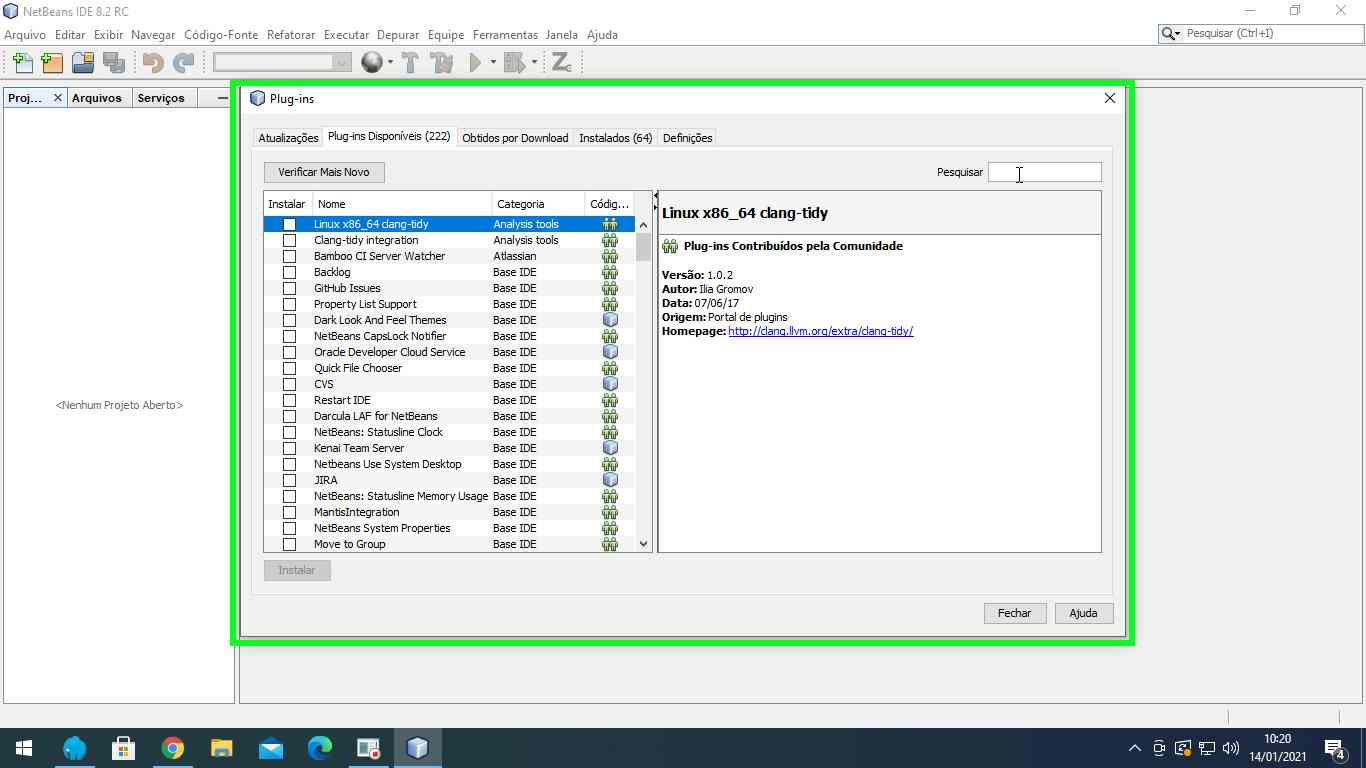 NetBeans IDE 8.2 RC
Arquivo Editar Exibir Navegar Código-Fonte Refatorar Executar Depurar Equipe Ferramentas Janela Ajuda
Pesquisar (Ctrl+I)
Proj... Arquivos Serviços
<Nenhum Projeto Aberto>
Plug-ins
Atualizações Plug-ins Disponíveis (222) Obtidos por Download Instalados (64) Definições
Verificar Mais Novo
Pesquisar
Instalar Nome Categoria Códig...
Linux x86_64 clang-tidy Analysis tools
Clang-tidy integration Analysis tools
Bamboo CI Server Watcher Atlassian
Backlog Base IDE
GitHub Issues Base IDE
Property List Support Base IDE
Dark Look And Feel Themes Base IDE
NetBeans CapsLock Notifier Base IDE
Oracle Developer Cloud Service Base IDE
Quick File Chooser Base IDE
CVS Base IDE
Restart IDE Base IDE
Darcula LAF for NetBeans Base IDE
NetBeans: Statusline Clock Base IDE
Kenai Team Server Base IDE
Netbeans Use System Desktop Base IDE
JIRA Base IDE
NetBeans: Statusline Memory Usage Base IDE
MantisIntegration Base IDE
NetBeans System Properties Base IDE
Move to Group Base IDE
Linux x86_64 clang-tidy
Plug-ins Contribuídos pela Comunidade
Versão: 1.0.2
Autor: Ilia Gromov
Data: 07/06/17
Origem: Portal de plugins
Homepage: http://clang.llvm.org/extra/clang-tidy/
Instalar
Fechar Ajuda
10:20
14/01/2021
4